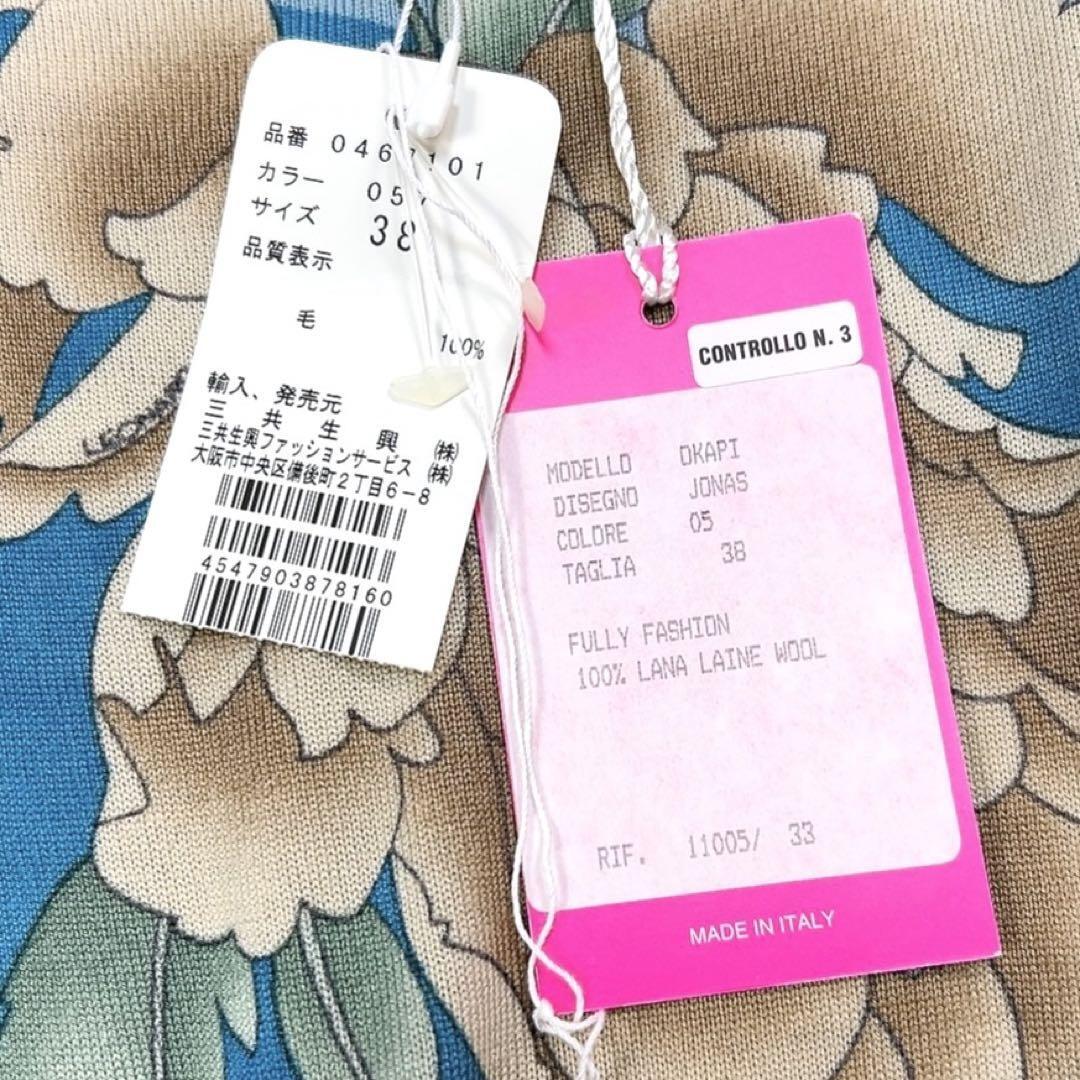 品番
カラー
サイズ 38
品質表示
毛
100%
輸入、発売元
三 共 生 興 ㈱
三共生興ファッションサービス ㈱
大阪市中央区備後町2丁目6-8
4547903878160
CONTROLLO N. 3
MODELLO OKAPI
DISEGNO JONAS
COLORE 05
TAGLIA 38
FULLY FASHION
100% LANA LAINE WOOL
RIF. 11005/ 33
MADE IN ITALY